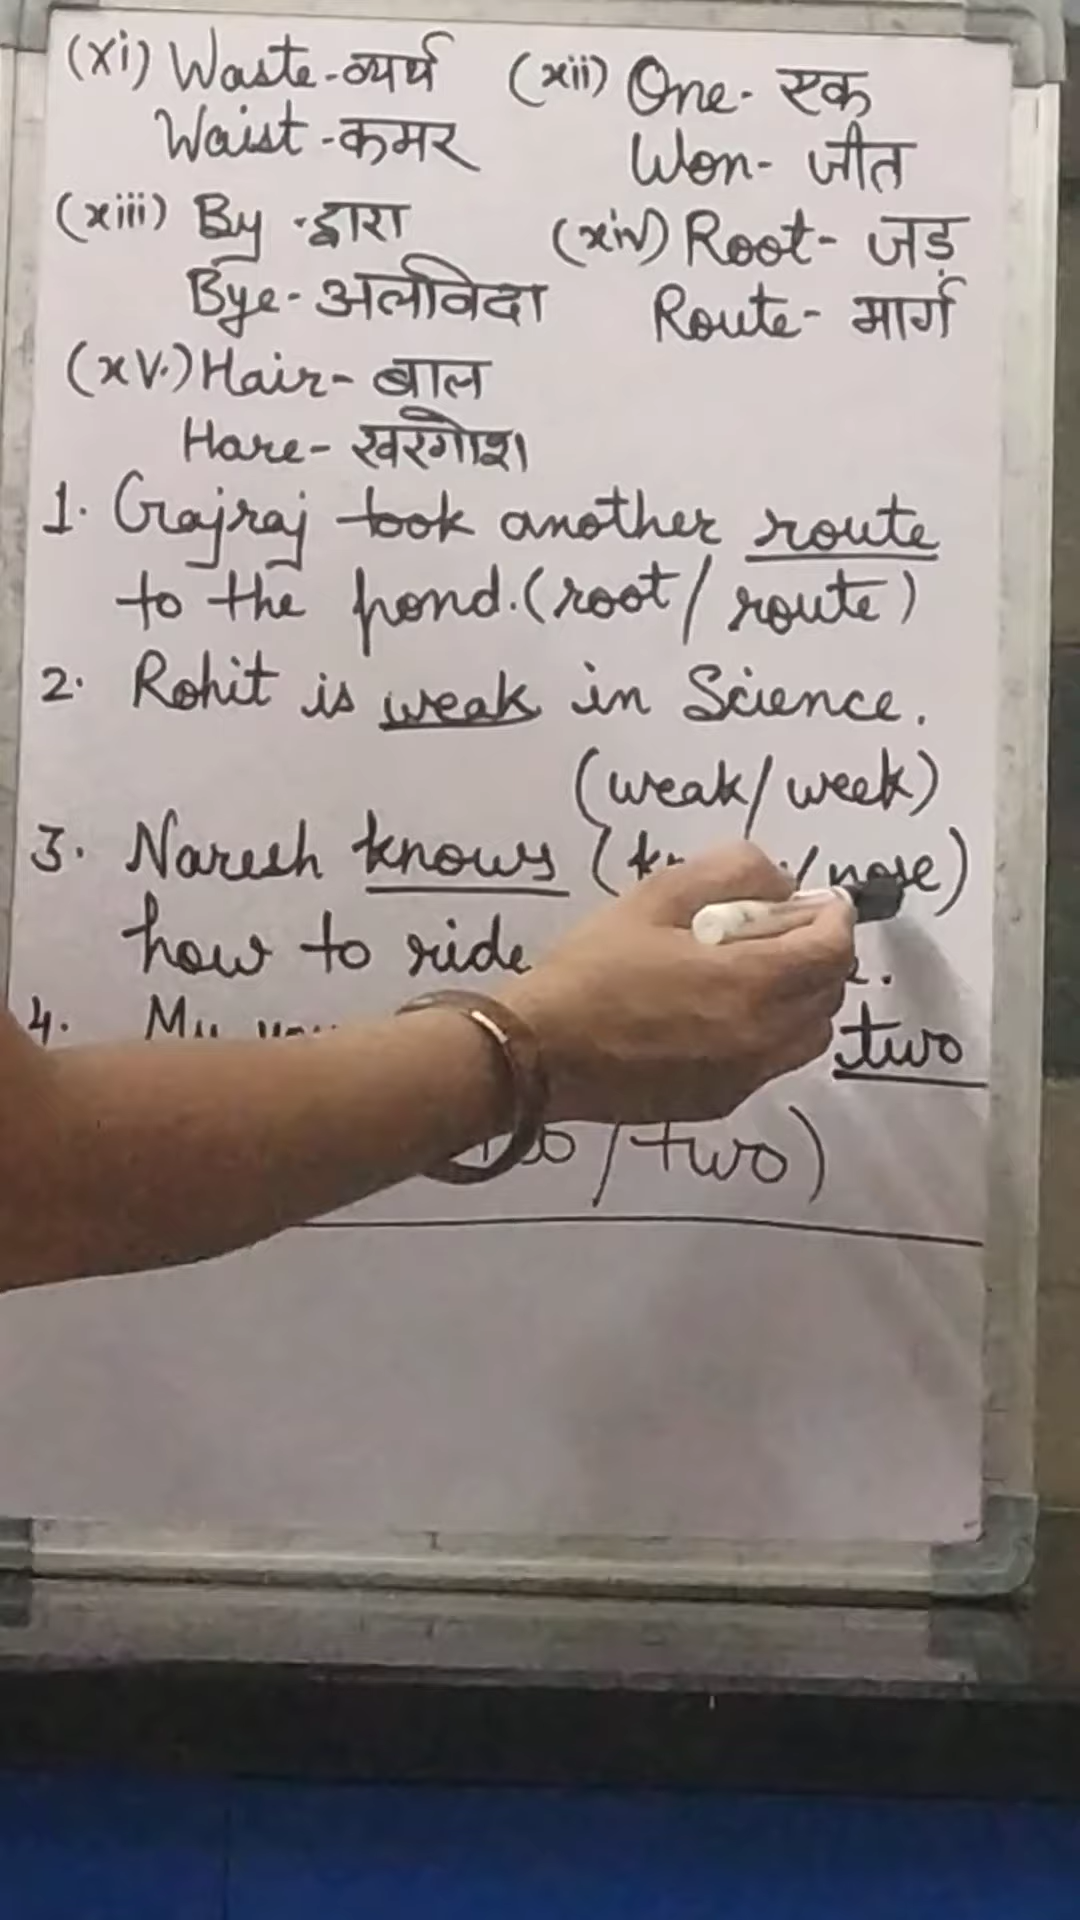 (xi) Waste - व्यर्थ (xii) One - एक
Waist - कमर Won - जीत
(xiii) By - द्वारा (xiv) Root - जड़
Bye - अलविदा Route - मार्ग
(xv.) Hair - बाल
Hare - खरगोश
1. Gajraj took another route
to the pond. (root/route)
2. Rohit is weak in Science.
(weak/week)
3. Naresh knows ( /nose)
how to ride
4. My two
/two)